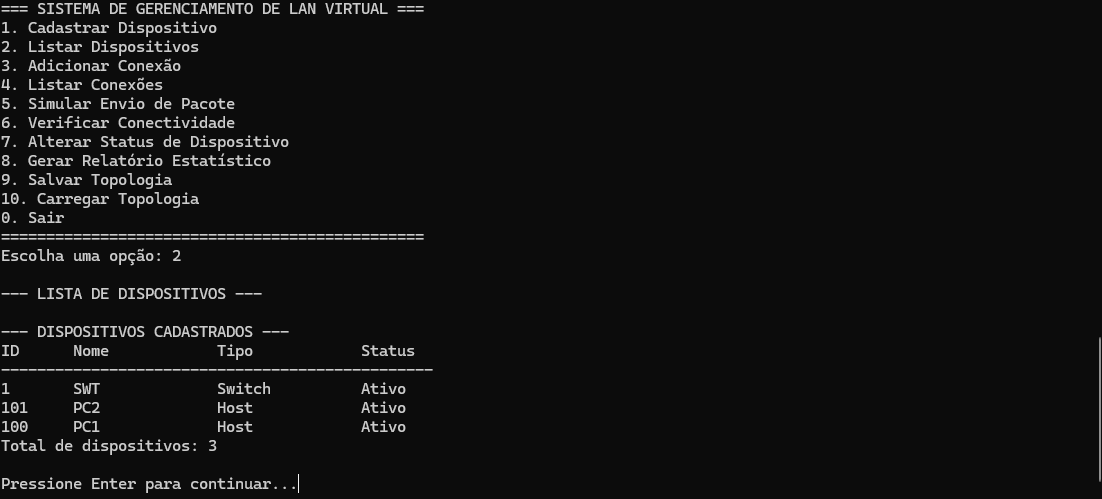 === SISTEMA DE GERENCIAMENTO DE LAN VIRTUAL ===
1. Cadastrar Dispositivo
2. Listar Dispositivos
3. Adicionar Conexão
4. Listar Conexões
5. Simular Envio de Pacote
6. Verificar Conectividade
7. Alterar Status de Dispositivo
8. Gerar Relatório Estatístico
9. Salvar Topologia
10. Carregar Topologia
0. Sair
===============================================
Escolha uma opção: 2
--- LISTA DE DISPOSITIVOS ---
--- DISPOSITIVOS CADASTRADOS ---
ID      Nome            Tipo            Status
------------------------------------------------
1       SWT             Switch          Ativo
101     PC2             Host            Ativo
100     PC1             Host            Ativo
Total de dispositivos: 3
Pressione Enter para continuar...